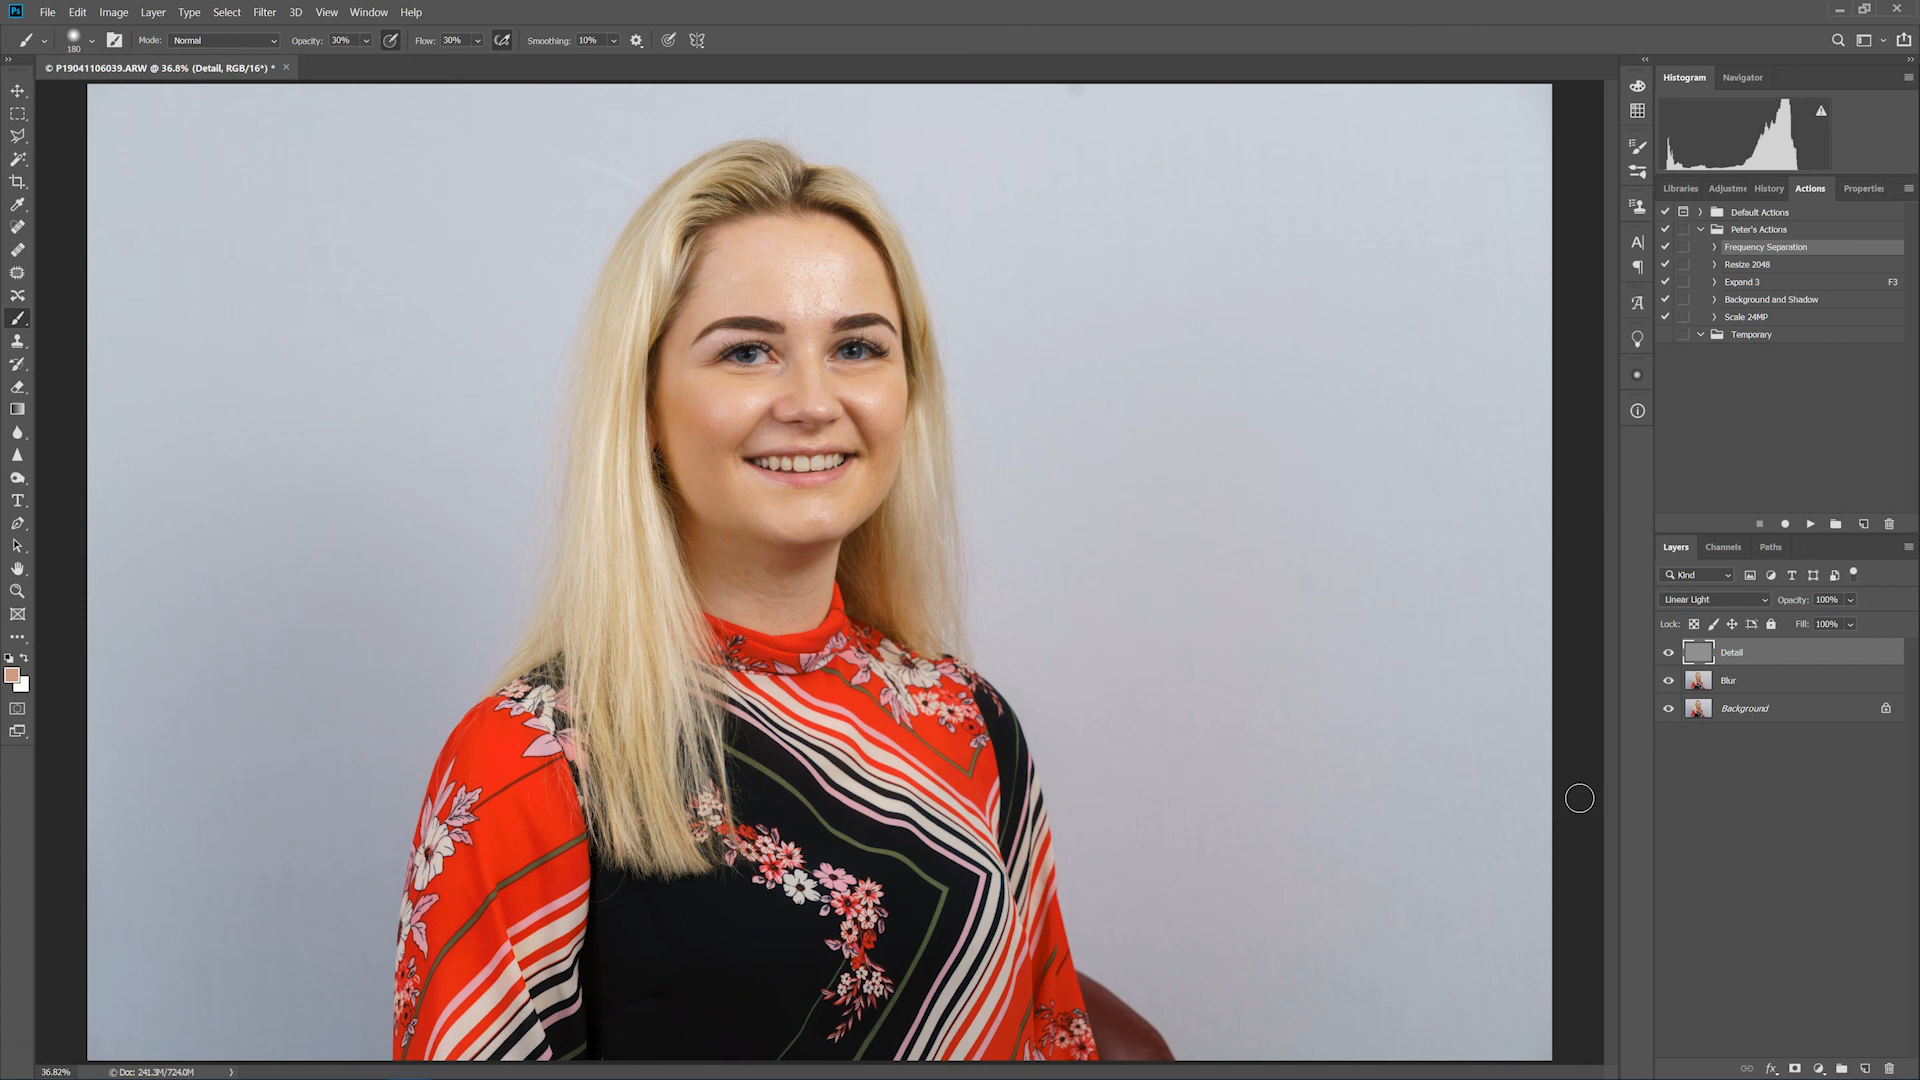 Ps File Edit Image Layer Type Select Filter 3D View Window Help
180 Mode: Normal Opacity: 30% Flow: 30% Smoothing: 10%
© P19041106039.ARW @ 36.8% (Detail, RGB/16*) *
Histogram Navigator
Libraries Adjustme History Actions Propertie
Default Actions
Peter's Actions
Frequency Separation
Resize 2048
Expand 3 F3
Background and Shadow
Scale 24MP
Temporary
Layers Channels Paths
Kind
Linear Light Opacity: 100%
Lock: Fill: 100%
Detail
Blur
Background
36.82% © Doc: 241.3M/724.0M